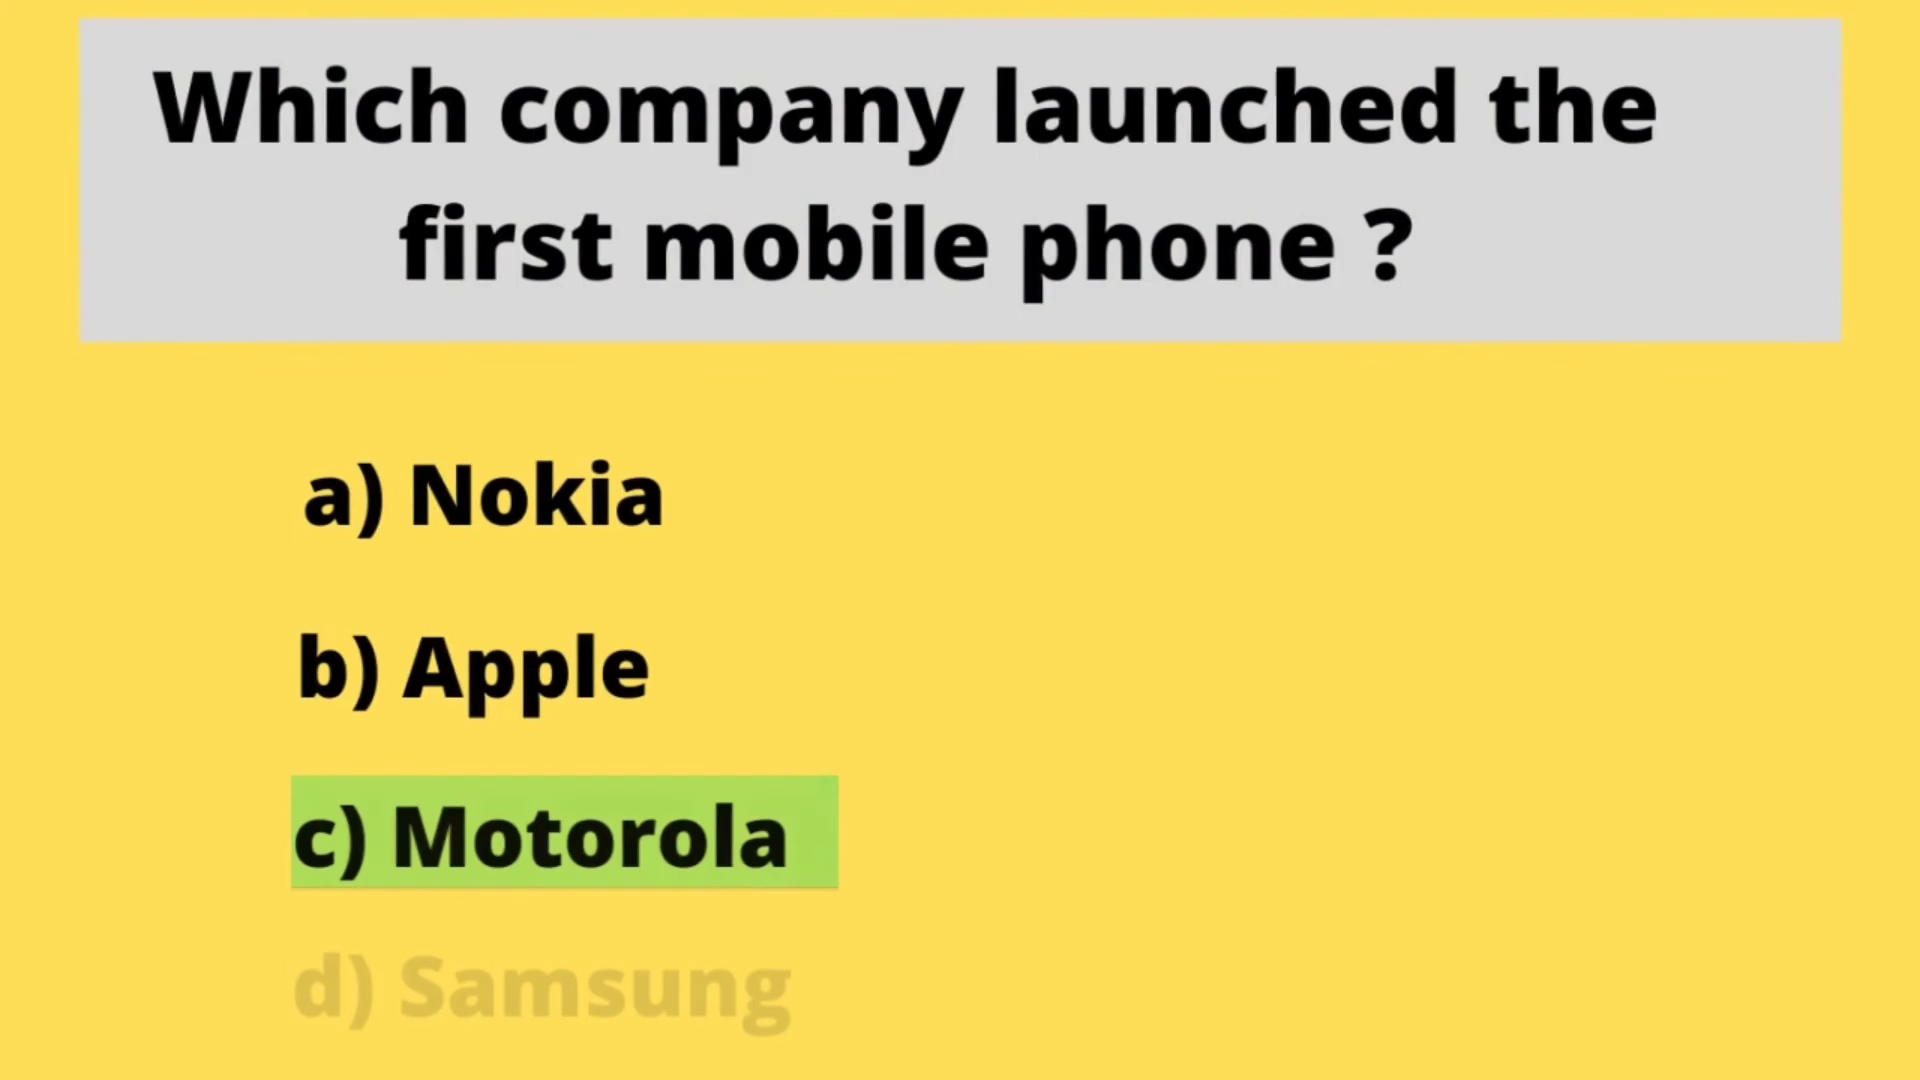 Which company launched the
first mobile phone ?
a) Nokia
b) Apple
c) Motorola
d) Samsung